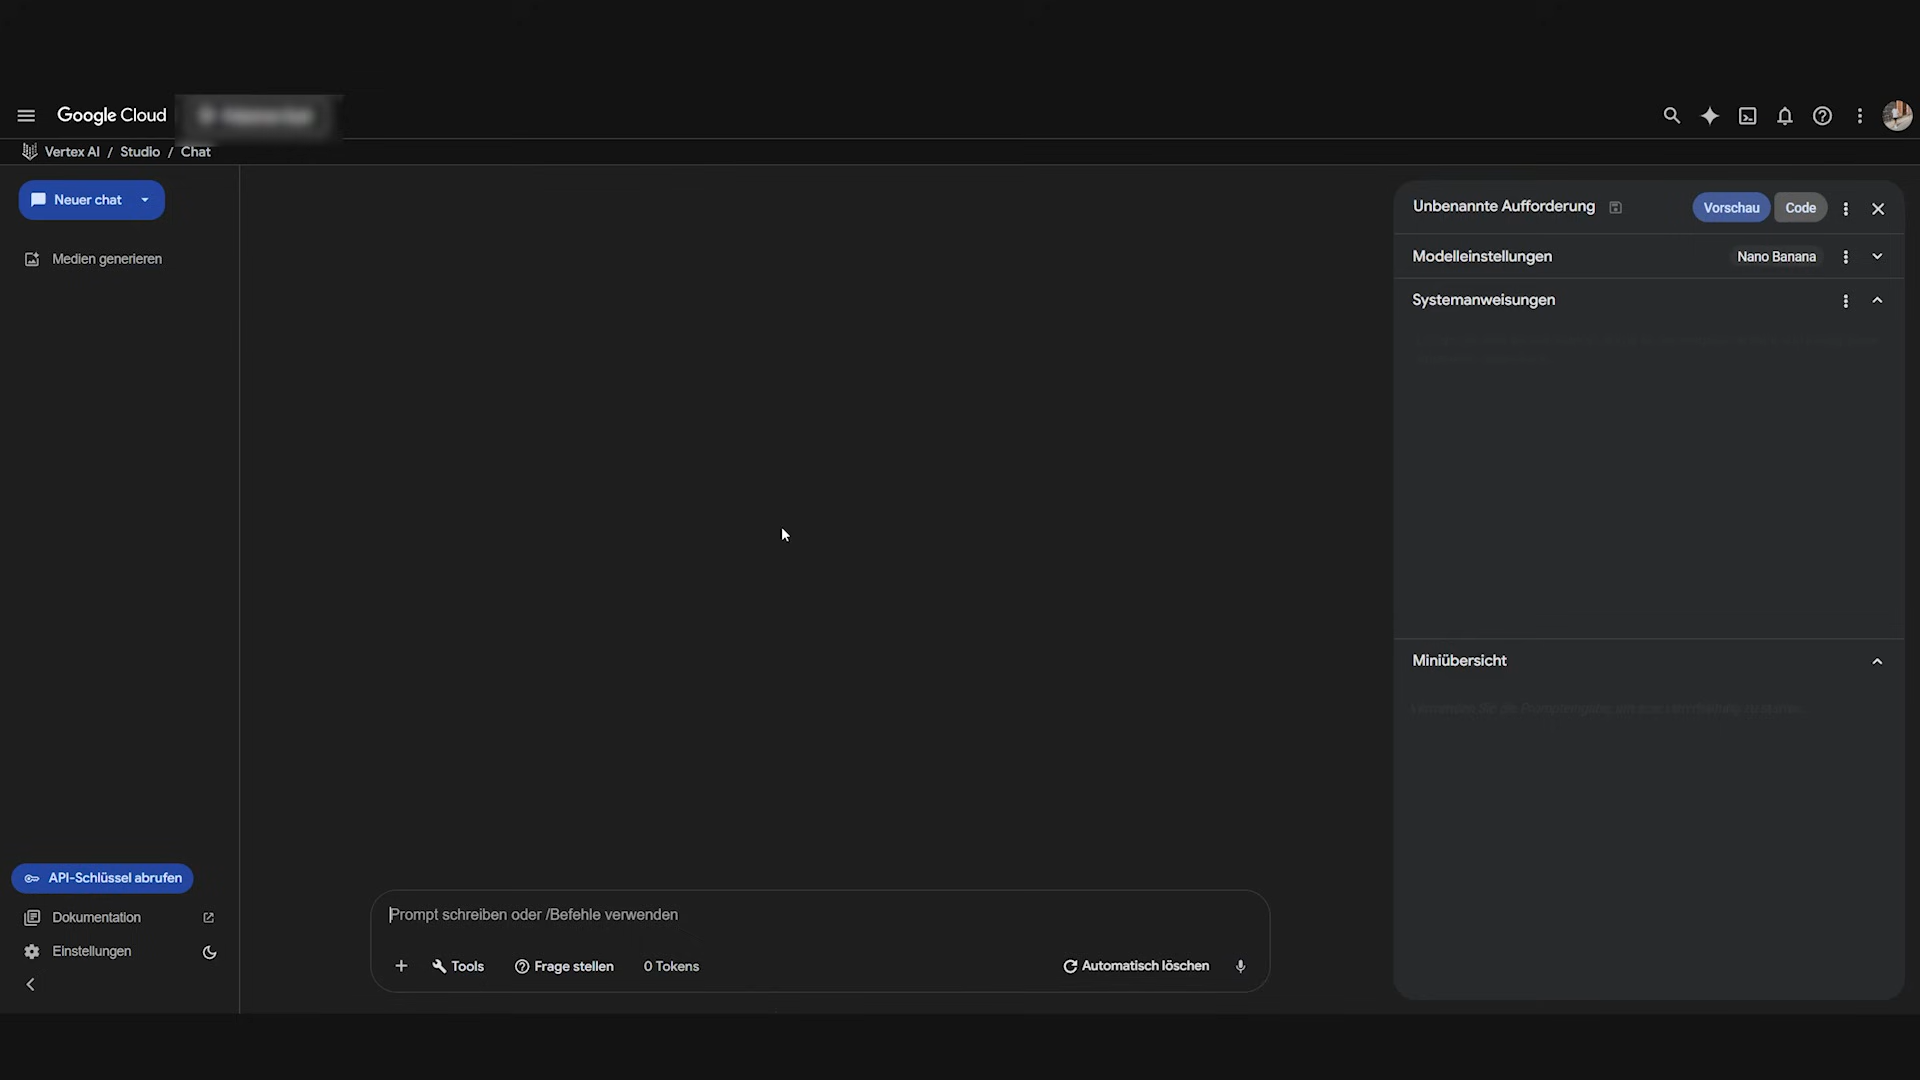 Google Cloud
Vertex AI / Studio / Chat
Neuer chat
Medien generieren
Unbenannte Aufforderung
Vorschau
Code
Modelleinstellungen
Nano Banana
Systemanweisungen
Miniübersicht
API-Schlüssel abrufen
Dokumentation
Einstellungen
Prompt schreiben oder /Befehle verwenden
Tools
Frage stellen
0 Tokens
Automatisch löschen